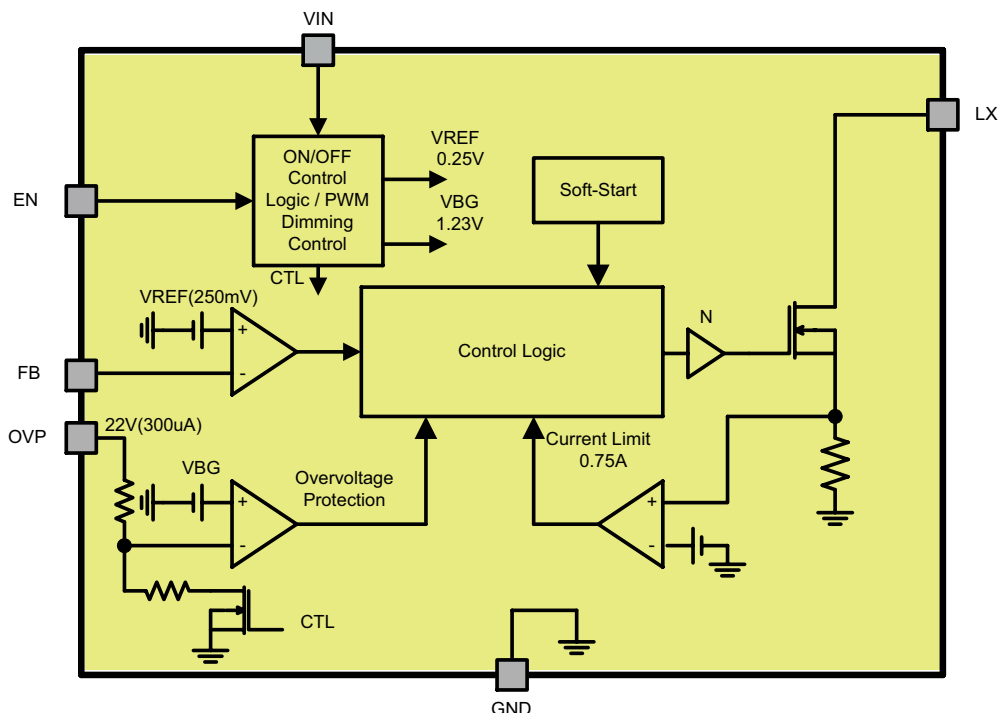 VIN
LX
EN
ON/OFF
Control
Logic / PWM
Dimming
Control
VREF
0.25V
VBG
1.23V
CTL
Soft-Start
VREF(250mV)
+
-
FB
Control Logic
N
OVP
22V(300uA)
VBG
+
-
Overvoltage
Protection
Current Limit
0.75A
+
-
CTL
GND